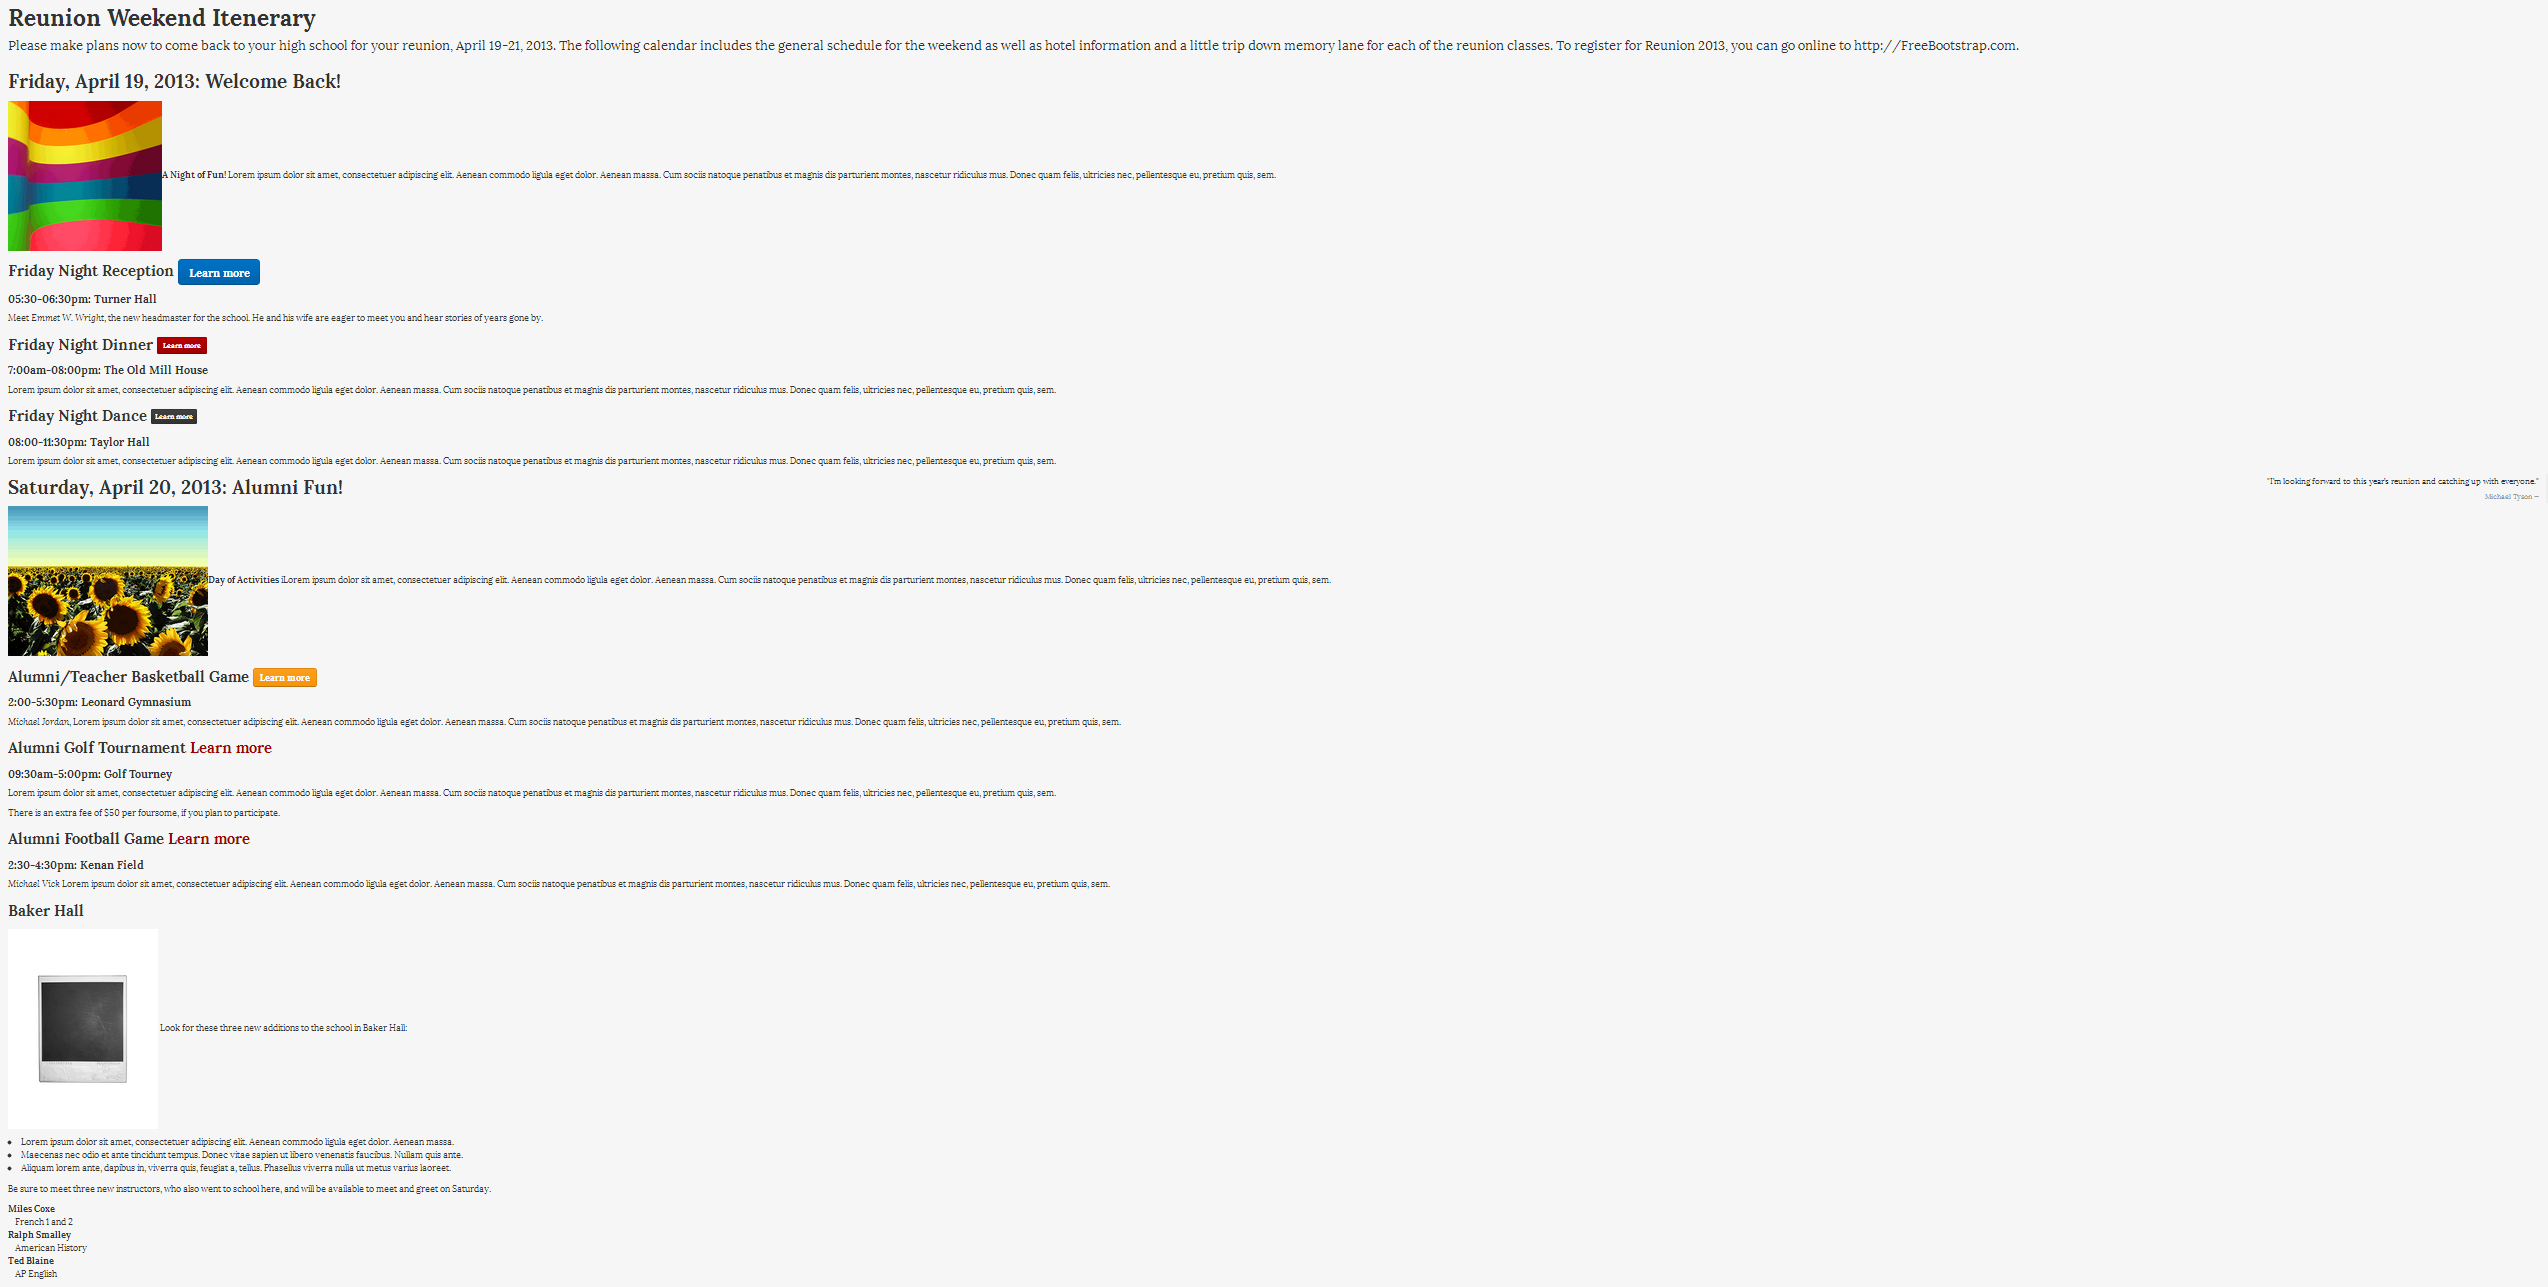 Reunion Weekend Itenerary
Please make plans now to come back to your high school for your reunion, April 19-21, 2013. The following calendar includes the general schedule for the weekend as well as hotel information and a little trip down memory lane for each of the reunion classes. To register for Reunion 2013, you can go online to http://FreeBootstrap.com.
Friday, April 19, 2013: Welcome Back!
A Night of Fun! Lorem ipsum dolor sit amet, consectetuer adipiscing elit. Aenean commodo ligula eget dolor. Aenean massa. Cum sociis natoque penatibus et magnis dis parturient montes, nascetur ridiculus mus. Donec quam felis, ultricies nec, pellentesque eu, pretium quis, sem.
Friday Night Reception Learn more
05:30-06:30pm: Turner Hall
Meet Emmet W. Wright, the new headmaster for the school. He and his wife are eager to meet you and hear stories of years gone by.
Friday Night Dinner Learn more
7:00am-08:00pm: The Old Mill House
Lorem ipsum dolor sit amet, consectetuer adipiscing elit. Aenean commodo ligula eget dolor. Aenean massa. Cum sociis natoque penatibus et magnis dis parturient montes, nascetur ridiculus mus. Donec quam felis, ultricies nec, pellentesque eu, pretium quis, sem.
Friday Night Dance Learn more
08:00-11:30pm: Taylor Hall
Lorem ipsum dolor sit amet, consectetuer adipiscing elit. Aenean commodo ligula eget dolor. Aenean massa. Cum sociis natoque penatibus et magnis dis parturient montes, nascetur ridiculus mus. Donec quam felis, ultricies nec, pellentesque eu, pretium quis, sem.
Saturday, April 20, 2013: Alumni Fun!
"I'm looking forward to this year's reunion and catching up with everyone."
Michael Tyson —
Day of Activities iLorem ipsum dolor sit amet, consectetuer adipiscing elit. Aenean commodo ligula eget dolor. Aenean massa. Cum sociis natoque penatibus et magnis dis parturient montes, nascetur ridiculus mus. Donec quam felis, ultricies nec, pellentesque eu, pretium quis, sem.
Alumni/Teacher Basketball Game Learn more
2:00-5:30pm: Leonard Gymnasium
Michael Jordan, Lorem ipsum dolor sit amet, consectetuer adipiscing elit. Aenean commodo ligula eget dolor. Aenean massa. Cum sociis natoque penatibus et magnis dis parturient montes, nascetur ridiculus mus. Donec quam felis, ultricies nec, pellentesque eu, pretium quis, sem.
Alumni Golf Tournament Learn more
09:30am-5:00pm: Golf Tourney
Lorem ipsum dolor sit amet, consectetuer adipiscing elit. Aenean commodo ligula eget dolor. Aenean massa. Cum sociis natoque penatibus et magnis dis parturient montes, nascetur ridiculus mus. Donec quam felis, ultricies nec, pellentesque eu, pretium quis, sem.
There is an extra fee of $50 per foursome, if you plan to participate.
Alumni Football Game Learn more
2:30-4:30pm: Kenan Field
Michael Vick Lorem ipsum dolor sit amet, consectetuer adipiscing elit. Aenean commodo ligula eget dolor. Aenean massa. Cum sociis natoque penatibus et magnis dis parturient montes, nascetur ridiculus mus. Donec quam felis, ultricies nec, pellentesque eu, pretium quis, sem.
Baker Hall
Look for these three new additions to the school in Baker Hall:
• Lorem ipsum dolor sit amet, consectetuer adipiscing elit. Aenean commodo ligula eget dolor. Aenean massa.
• Maecenas nec odio et ante tincidunt tempus. Donec vitae sapien ut libero venenatis faucibus. Nullam quis ante.
• Aliquam lorem ante, dapibus in, viverra quis, feugiat a, tellus. Phasellus viverra nulla ut metus varius laoreet.
Be sure to meet three new instructors, who also went to school here, and will be available to meet and greet on Saturday.
Miles Coxe
French 1 and 2
Ralph Smalley
American History
Ted Blaine
AP English